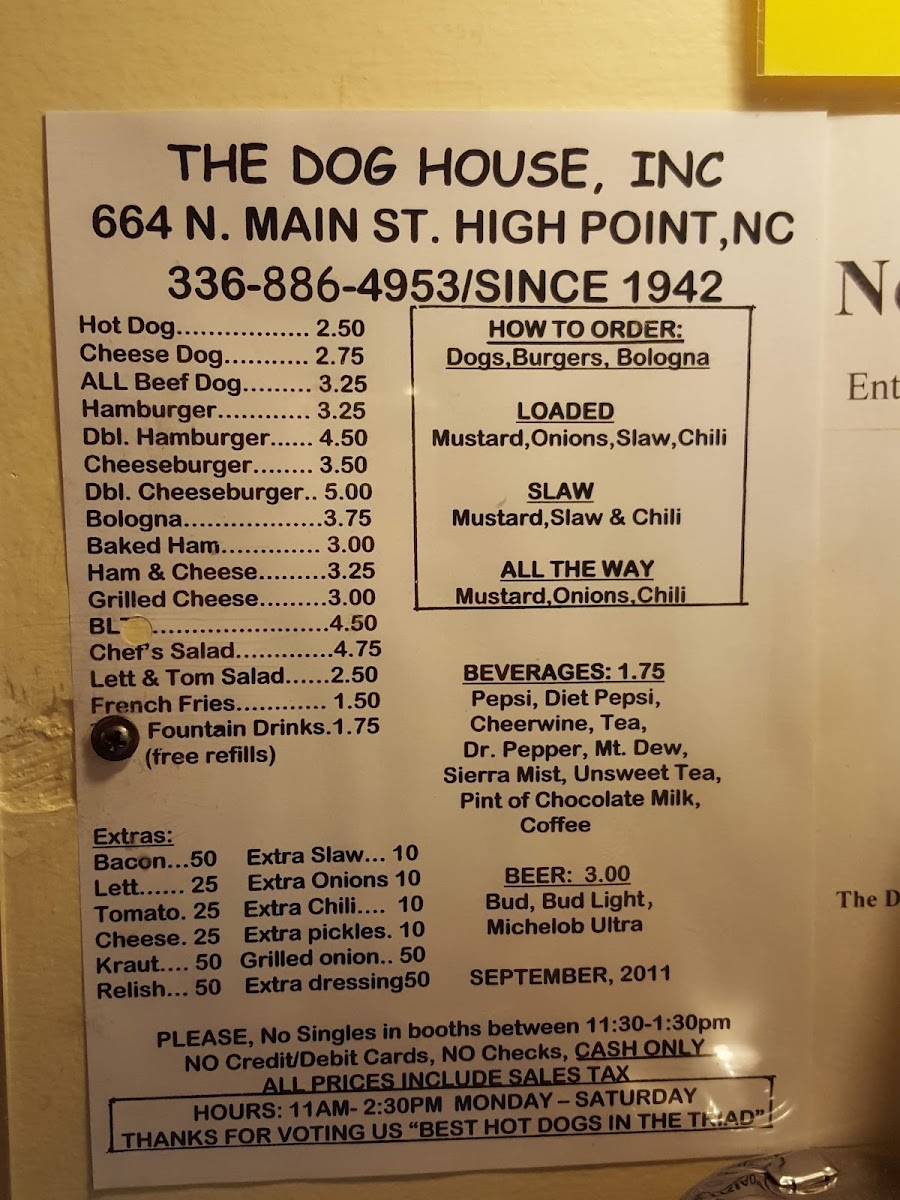 THE DOG HOUSE, INC
664 N. MAIN ST. HIGH POINT,NC
336-886-4953/SINCE 1942
Hot Dog................. 2.50
Cheese Dog........... 2.75
ALL Beef Dog......... 3.25
Hamburger............ 3.25
Dbl. Hamburger...... 4.50
Cheeseburger........ 3.50
Dbl. Cheeseburger.. 5.00
Bologna..................3.75
Baked Ham............. 3.00
Ham & Cheese.........3.25
Grilled Cheese.........3.00
BLT.......................4.50
Chef's Salad.............4.75
Lett & Tom Salad......2.50
French Fries............ 1.50
Fountain Drinks.1.75
(free refills)
HOW TO ORDER:
Dogs,Burgers, Bologna
LOADED
Mustard,Onions,Slaw,Chili
SLAW
Mustard,Slaw & Chili
ALL THE WAY
Mustard,Onions,Chili
BEVERAGES: 1.75
Pepsi, Diet Pepsi,
Cheerwine, Tea,
Dr. Pepper, Mt. Dew,
Sierra Mist, Unsweet Tea,
Pint of Chocolate Milk,
Coffee
BEER: 3.00
Bud, Bud Light,
Michelob Ultra
SEPTEMBER, 2011
Extras:
Bacon...50 Extra Slaw... 10
Lett...... 25 Extra Onions 10
Tomato. 25 Extra Chili.... 10
Cheese. 25 Extra pickles. 10
Kraut.... 50 Grilled onion.. 50
Relish... 50 Extra dressing50
PLEASE, No Singles in booths between 11:30-1:30pm
NO Credit/Debit Cards, NO Checks, CASH ONLY
ALL PRICES INCLUDE SALES TAX
HOURS: 11AM- 2:30PM MONDAY – SATURDAY
THANKS FOR VOTING US “BEST HOT DOGS IN THE TRIAD”
Ent
The D